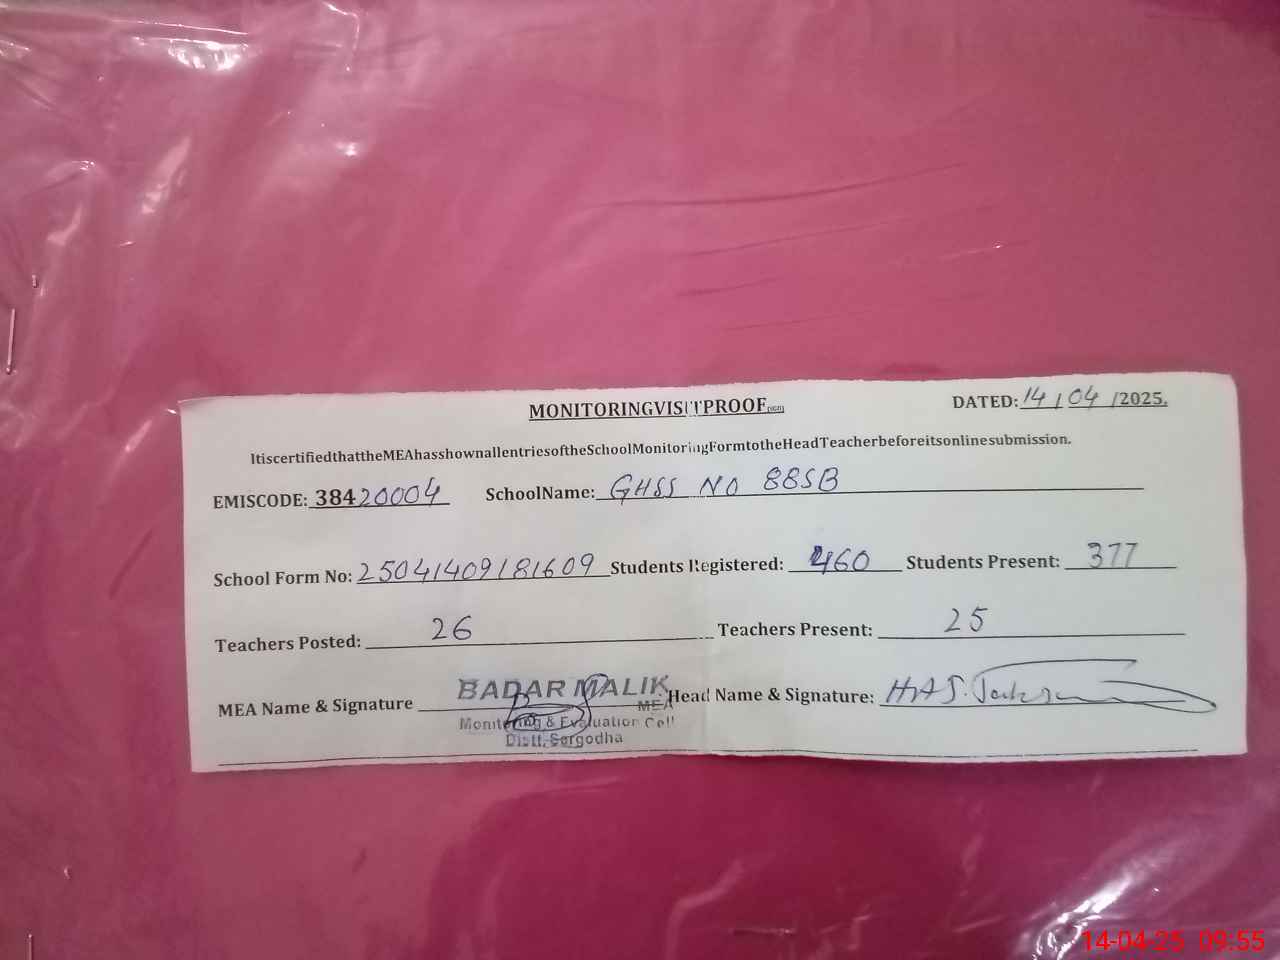 MONITORINGVISITPROOF
DATED: 14/04/2025.
ItiscertifiedthattheMEAhasshownallentriesoftheSchoolMonitoringFormtotheHeadTeacherbeforeitsonlinesubmission.
EMISCODE: 38420004 SchoolName: GHSS NO 88SB
School Form No: 25041409181609 Students Registered: 460 Students Present: 377
Teachers Posted: 26 Teachers Present: 25
MEA Name & Signature BADAR MALIK Head Name & Signature:
MEA
Monitoring & Evaluation Cell
Distt, Sargodha
14-04-25 09:55